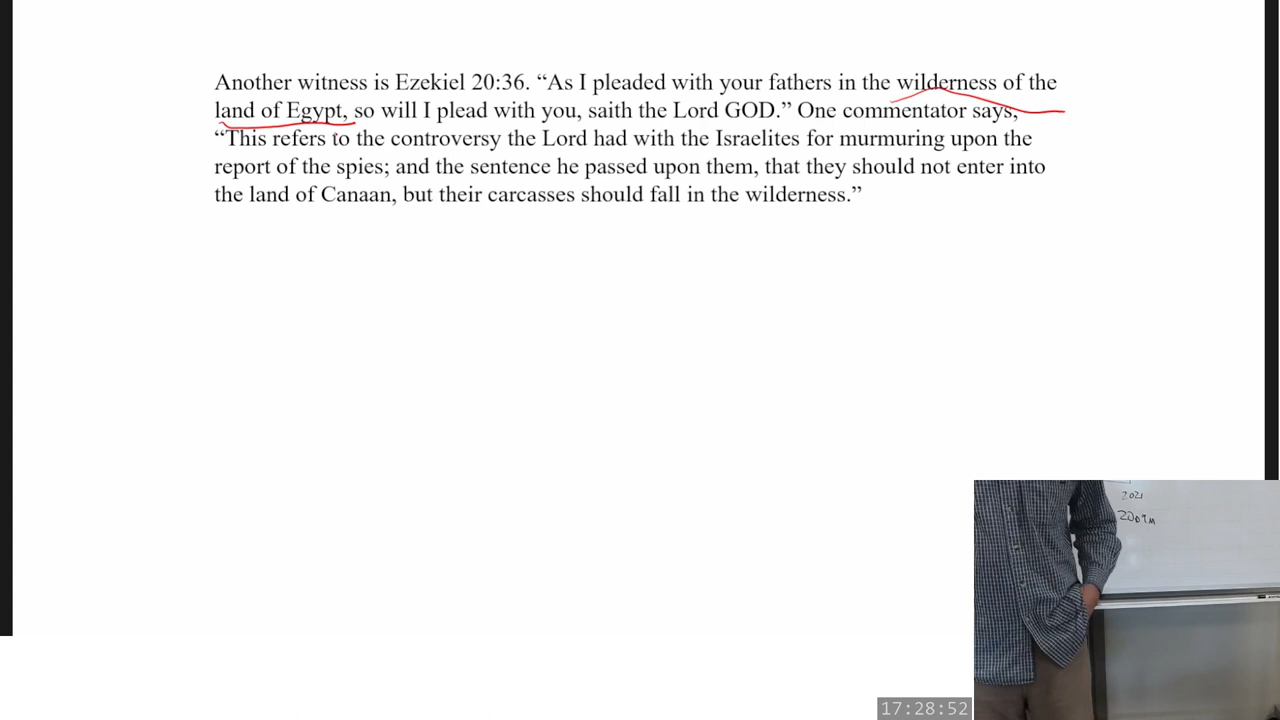 Another witness is Ezekiel 20:36. “As I pleaded with your fathers in the wilderness of the
land of Egypt, so will I plead with you, saith the Lord GOD.” One commentator says,
“This refers to the controversy the Lord had with the Israelites for murmuring upon the
report of the spies; and the sentence he passed upon them, that they should not enter into
the land of Canaan, but their carcasses should fall in the wilderness.”
2021
17:28:52